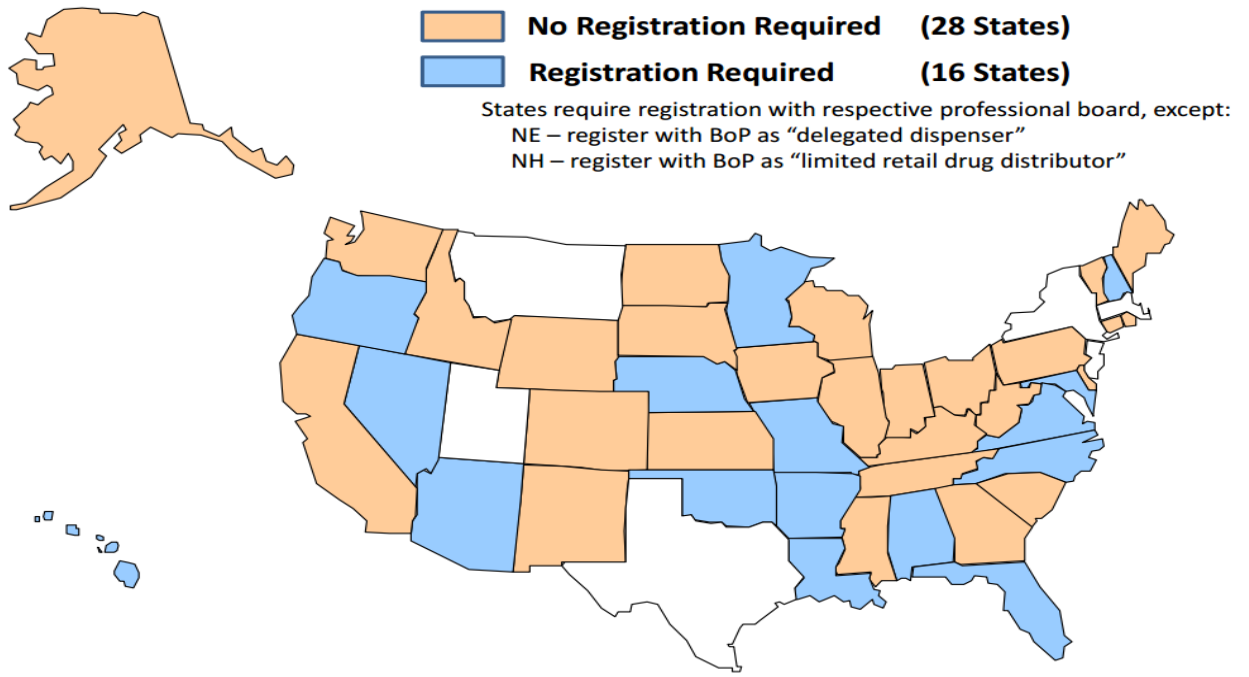 No Registration Required (28 States)
Registration Required (16 States)
States require registration with respective professional board, except:
NE – register with BoP as “delegated dispenser”
NH – register with BoP as “limited retail drug distributor”